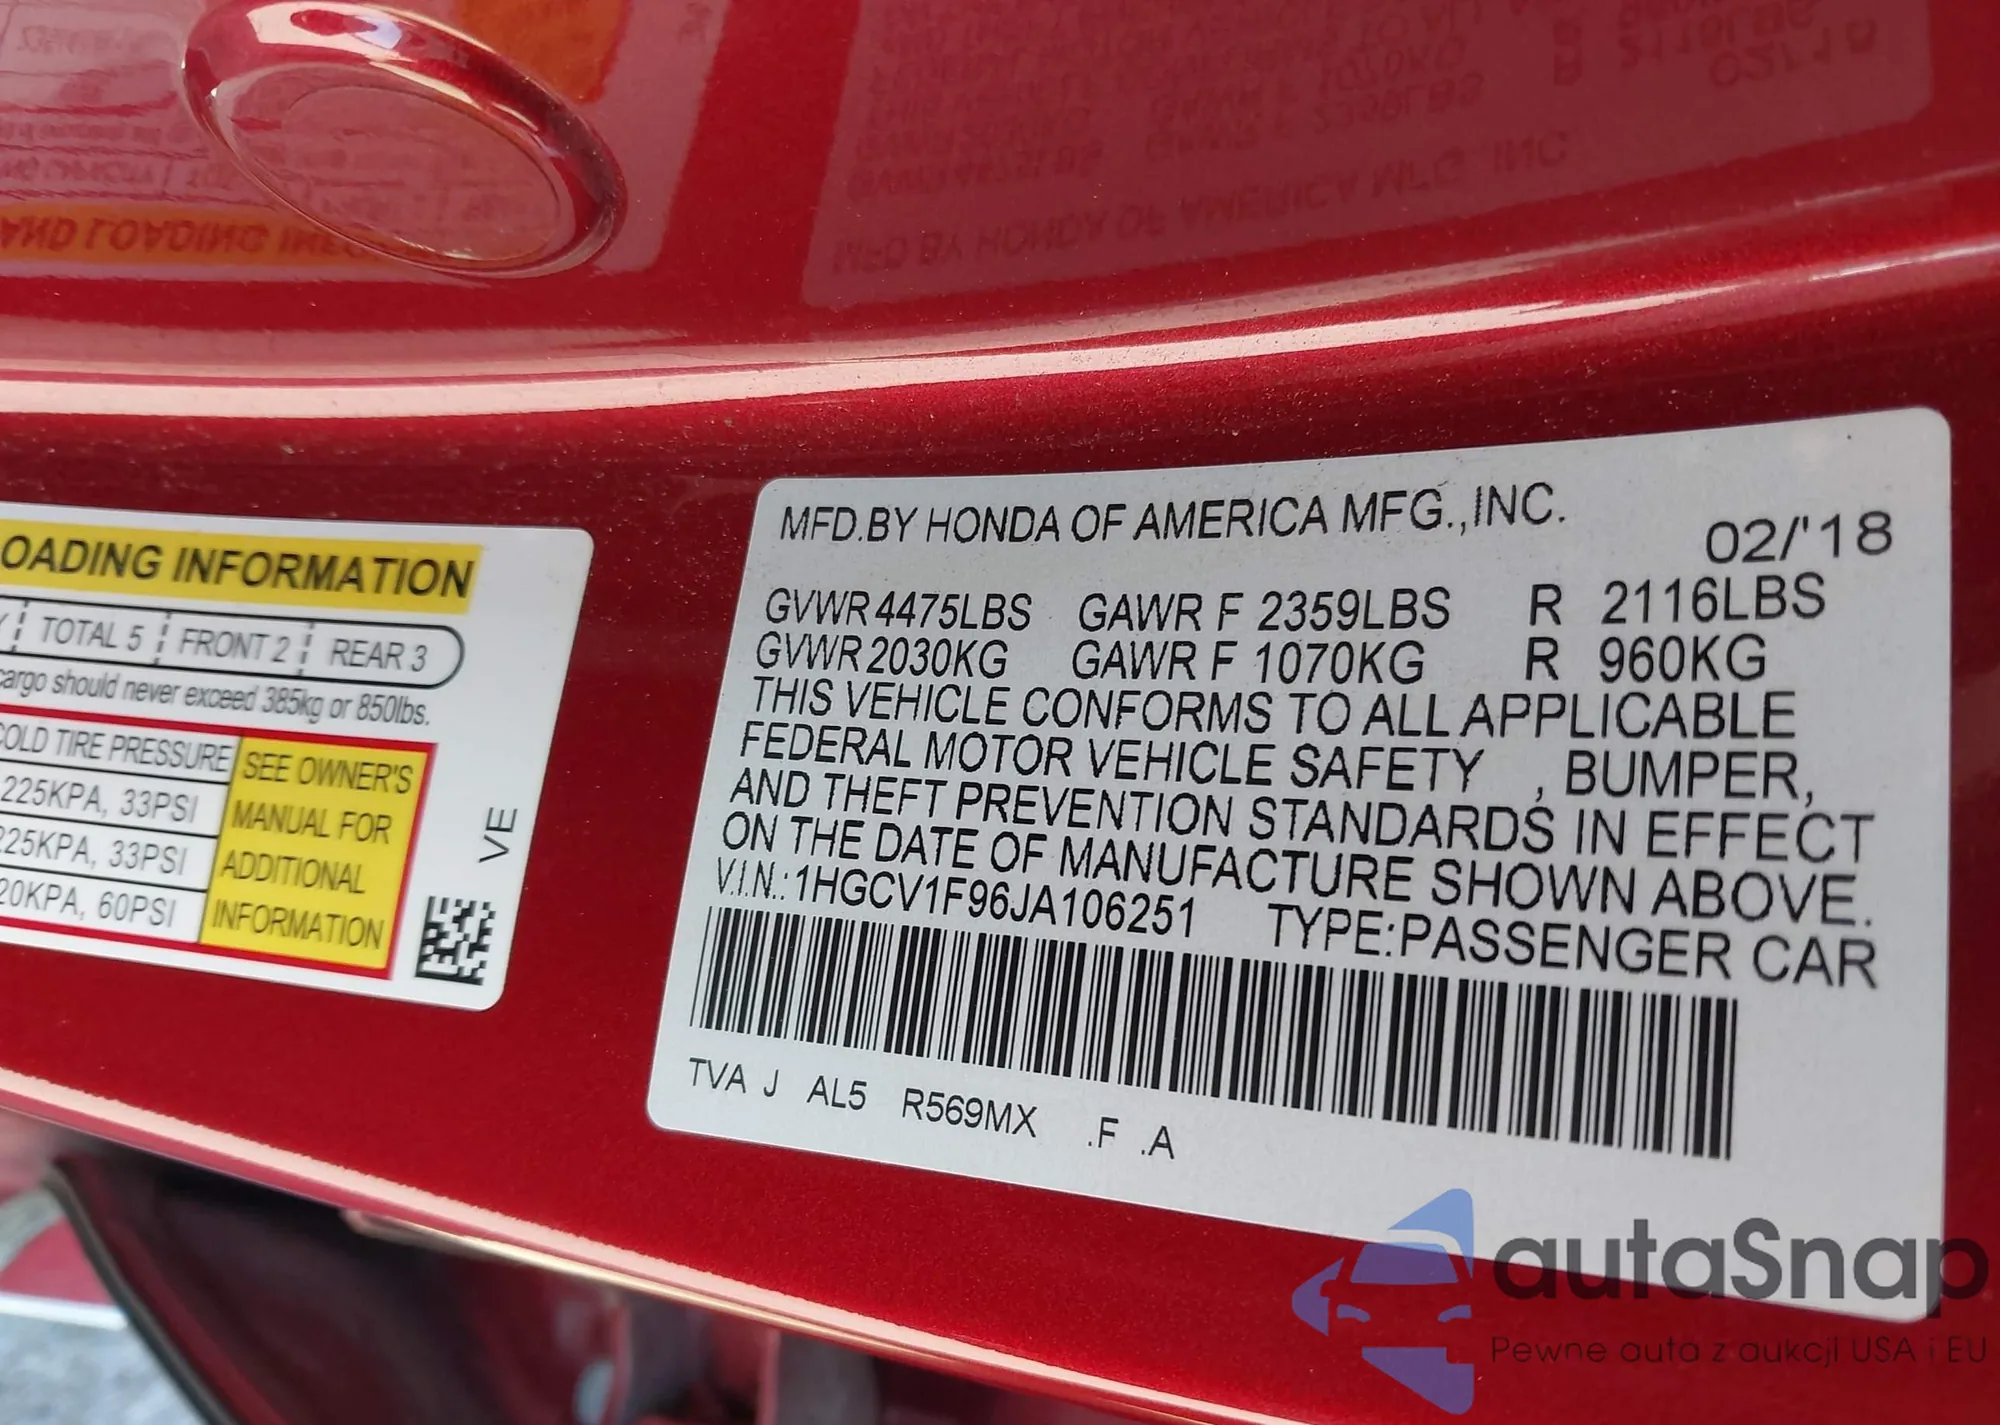 OADING INFORMATION
TOTAL 5 FRONT 2 REAR 3
cargo should never exceed 385kg or 850lbs.
COLD TIRE PRESSURE
225KPA, 33PSI
225KPA, 33PSI
20KPA, 60PSI
SEE OWNER'S
MANUAL FOR
ADDITIONAL
INFORMATION
VE
MFD.BY HONDA OF AMERICA MFG.,INC.
02/'18
GVWR 4475LBS GAWR F 2359LBS R 2116LBS
GVWR 2030KG GAWR F 1070KG R 960KG
THIS VEHICLE CONFORMS TO ALL APPLICABLE
FEDERAL MOTOR VEHICLE SAFETY , BUMPER,
AND THEFT PREVENTION STANDARDS IN EFFECT
ON THE DATE OF MANUFACTURE SHOWN ABOVE.
V.I.N.: 1HGCV1F96JA106251 TYPE:PASSENGER CAR
TVA J AL5 R569MX .F .A
autaSnap
Pewne auta z aukcji USA i EU